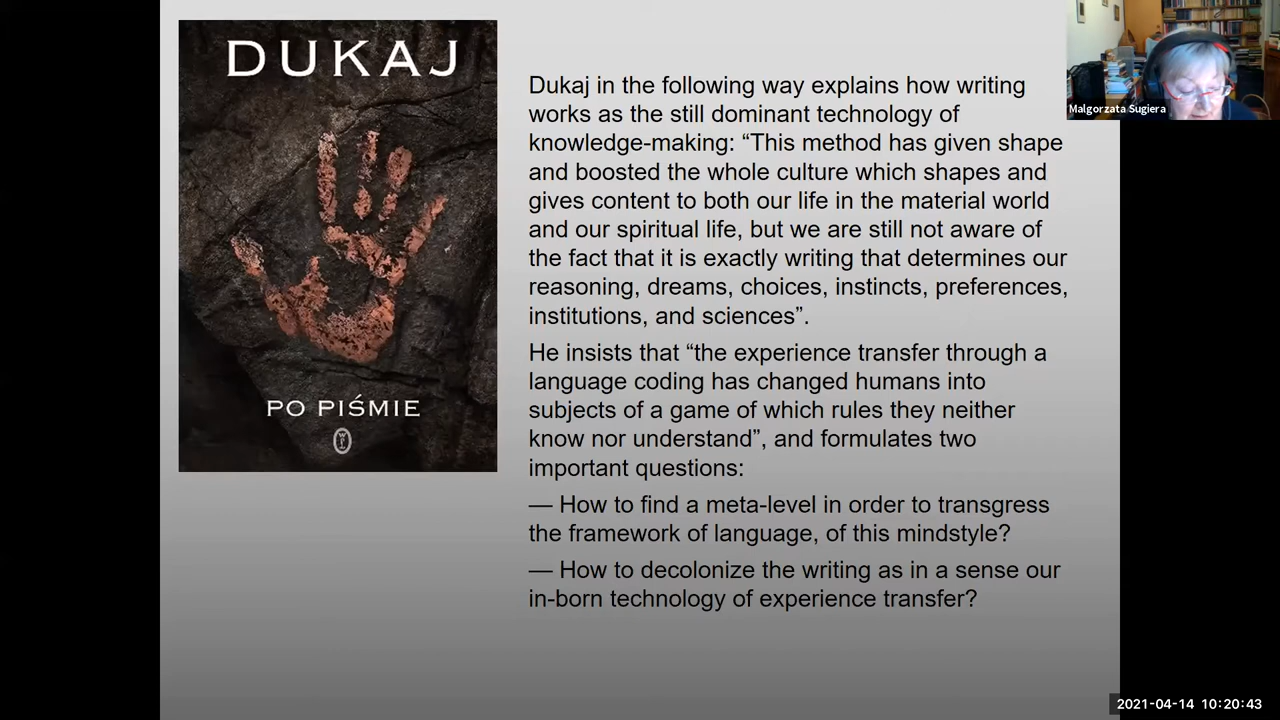 DUKAJ
PO PIŚMIE
Dukaj in the following way explains how writing
works as the still dominant technology of
knowledge-making: “This method has given shape
and boosted the whole culture which shapes and
gives content to both our life in the material world
and our spiritual life, but we are still not aware of
the fact that it is exactly writing that determines our
reasoning, dreams, choices, instincts, preferences,
institutions, and sciences”.
He insists that “the experience transfer through a
language coding has changed humans into
subjects of a game of which rules they neither
know nor understand”, and formulates two
important questions:
— How to find a meta-level in order to transgress
the framework of language, of this mindstyle?
— How to decolonize the writing as in a sense our
in-born technology of experience transfer?
Malgorzata Sugiera
2021-04-14 10:20:43